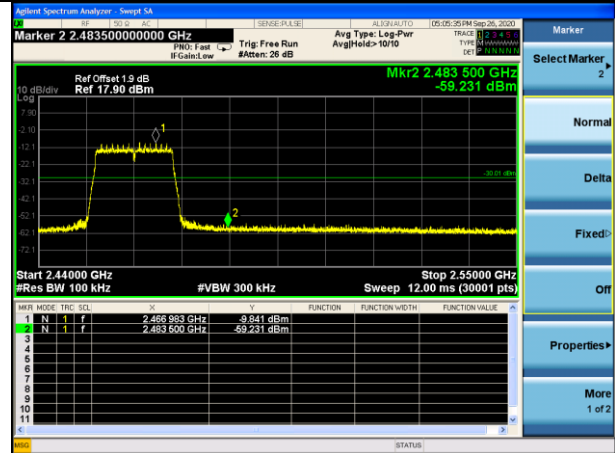 Agilent Spectrum Analyzer - Swept SA
RF 50 Ω AC SENSE:PULSE ALIGN AUTO 05:05:35 PM Sep 26, 2020
Marker 2 2.483500000000 GHz
PNO: Fast
IFGain:Low
Trig: Free Run
#Atten: 26 dB
Avg Type: Log-Pwr
Avg|Hold:>10/10
TRACE 1 2 3 4 5 6
TYPE M
DET P N N N N N
Ref Offset 1.9 dB
Ref 17.90 dBm
10 dB/div
Log
Mkr2 2.483 500 GHz
-59.231 dBm
7.90
-2.10
-12.1
-22.1
-32.1
-42.1
-52.1
-62.1
-72.1
1
2
-30.01 dBm
Start 2.44000 GHz
Stop 2.55000 GHz
#Res BW 100 kHz
#VBW 300 kHz
Sweep 12.00 ms (30001 pts)
MKR MODE TRC SCL X Y FUNCTION FUNCTION WIDTH FUNCTION VALUE
1 N 1 f 2.466 983 GHz -9.841 dBm
2 N 1 f 2.483 500 GHz -59.231 dBm
3
4
5
6
7
8
9
10
11
MSG
STATUS
Marker
Select Marker
2
Normal
Delta
Fixed
Off
Properties
More
1 of 2